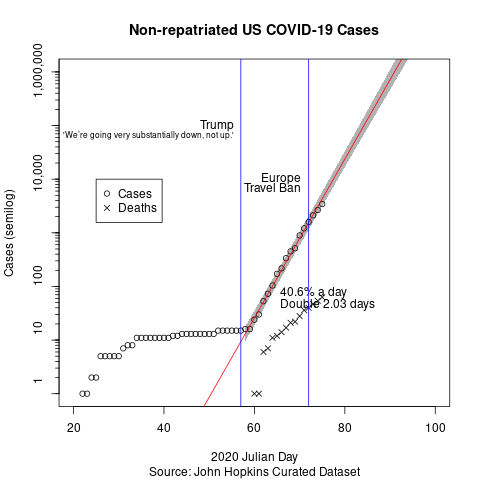 Non-repatriated US COVID-19 Cases
Cases (semilog)
1,000,000
10,000
100
10
1
Trump
'We're going very substantially down, not up.'
Europe
Travel Ban
Cases
Deaths
40.6% a day
Double 2.03 days
20 40 60 80 100
2020 Julian Day
Source: John Hopkins Curated Dataset